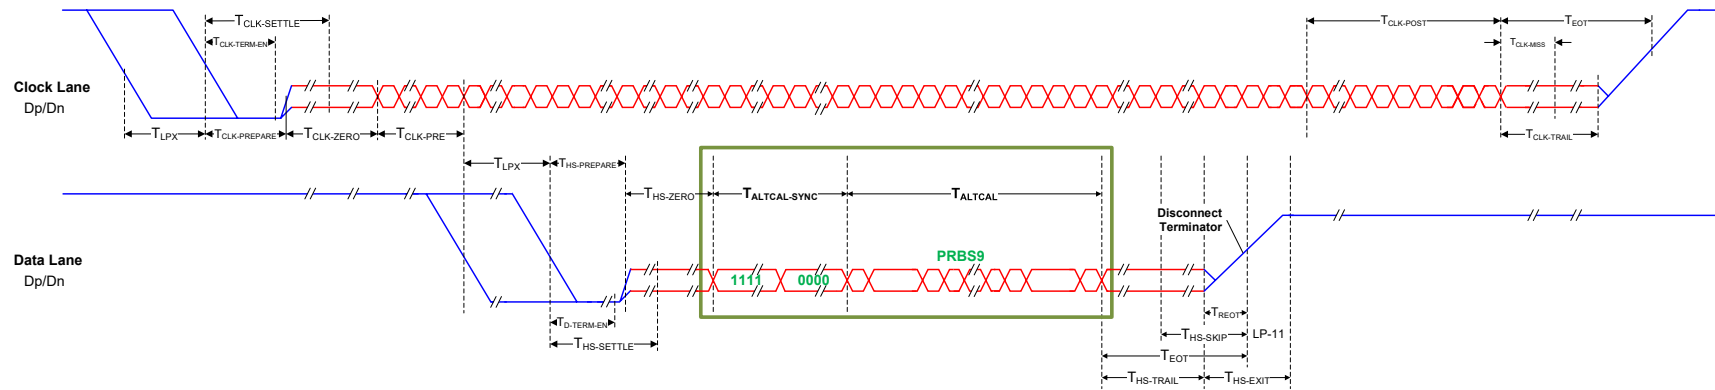 TCLK-SETTLE
TCLK-POST
TEOT
TCLK-TERM-EN
TCLK-MISS
Clock Lane
Dp/Dn
TLPX
TCLK-PREPARE
TCLK-ZERO
TCLK-PRE
TCLK-TRAIL
TLPX
THS-PREPARE
THS-ZERO
TALTCAL-SYNC
TALTCAL
Disconnect
Terminator
Data Lane
Dp/Dn
PRBS9
1111
0000
TD-TERM-EN
TREOT
THS-SETTLE
THS-SKIP
LP-11
TEOT
THS-TRAIL
THS-EXIT